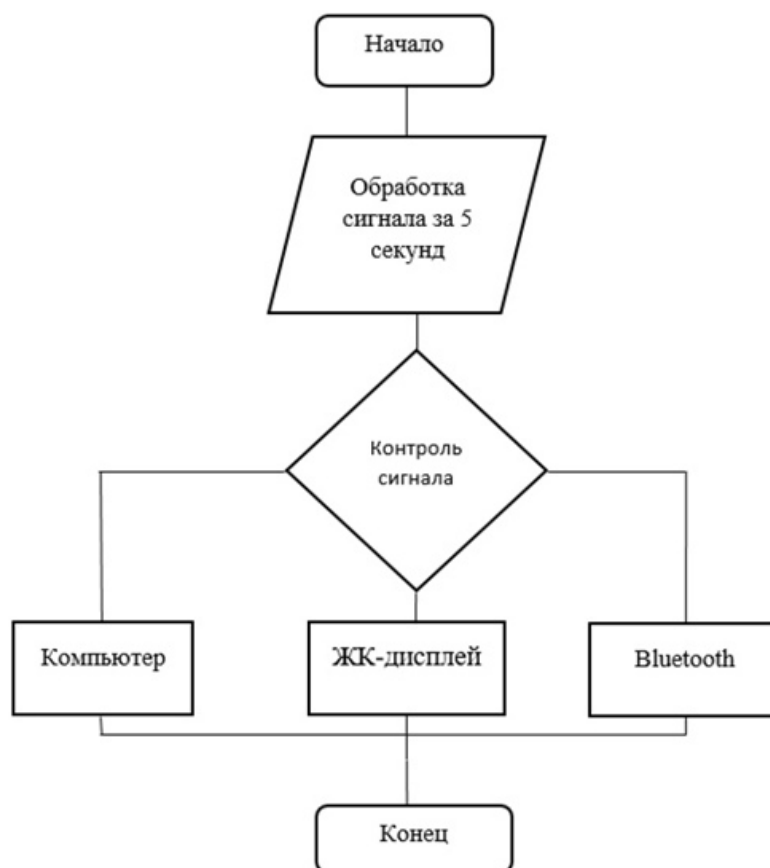 Начало
Обработка
сигнала за 5
секунд
Контроль
сигнала
Компьютер
ЖК-дисплей
Bluetooth
Конец